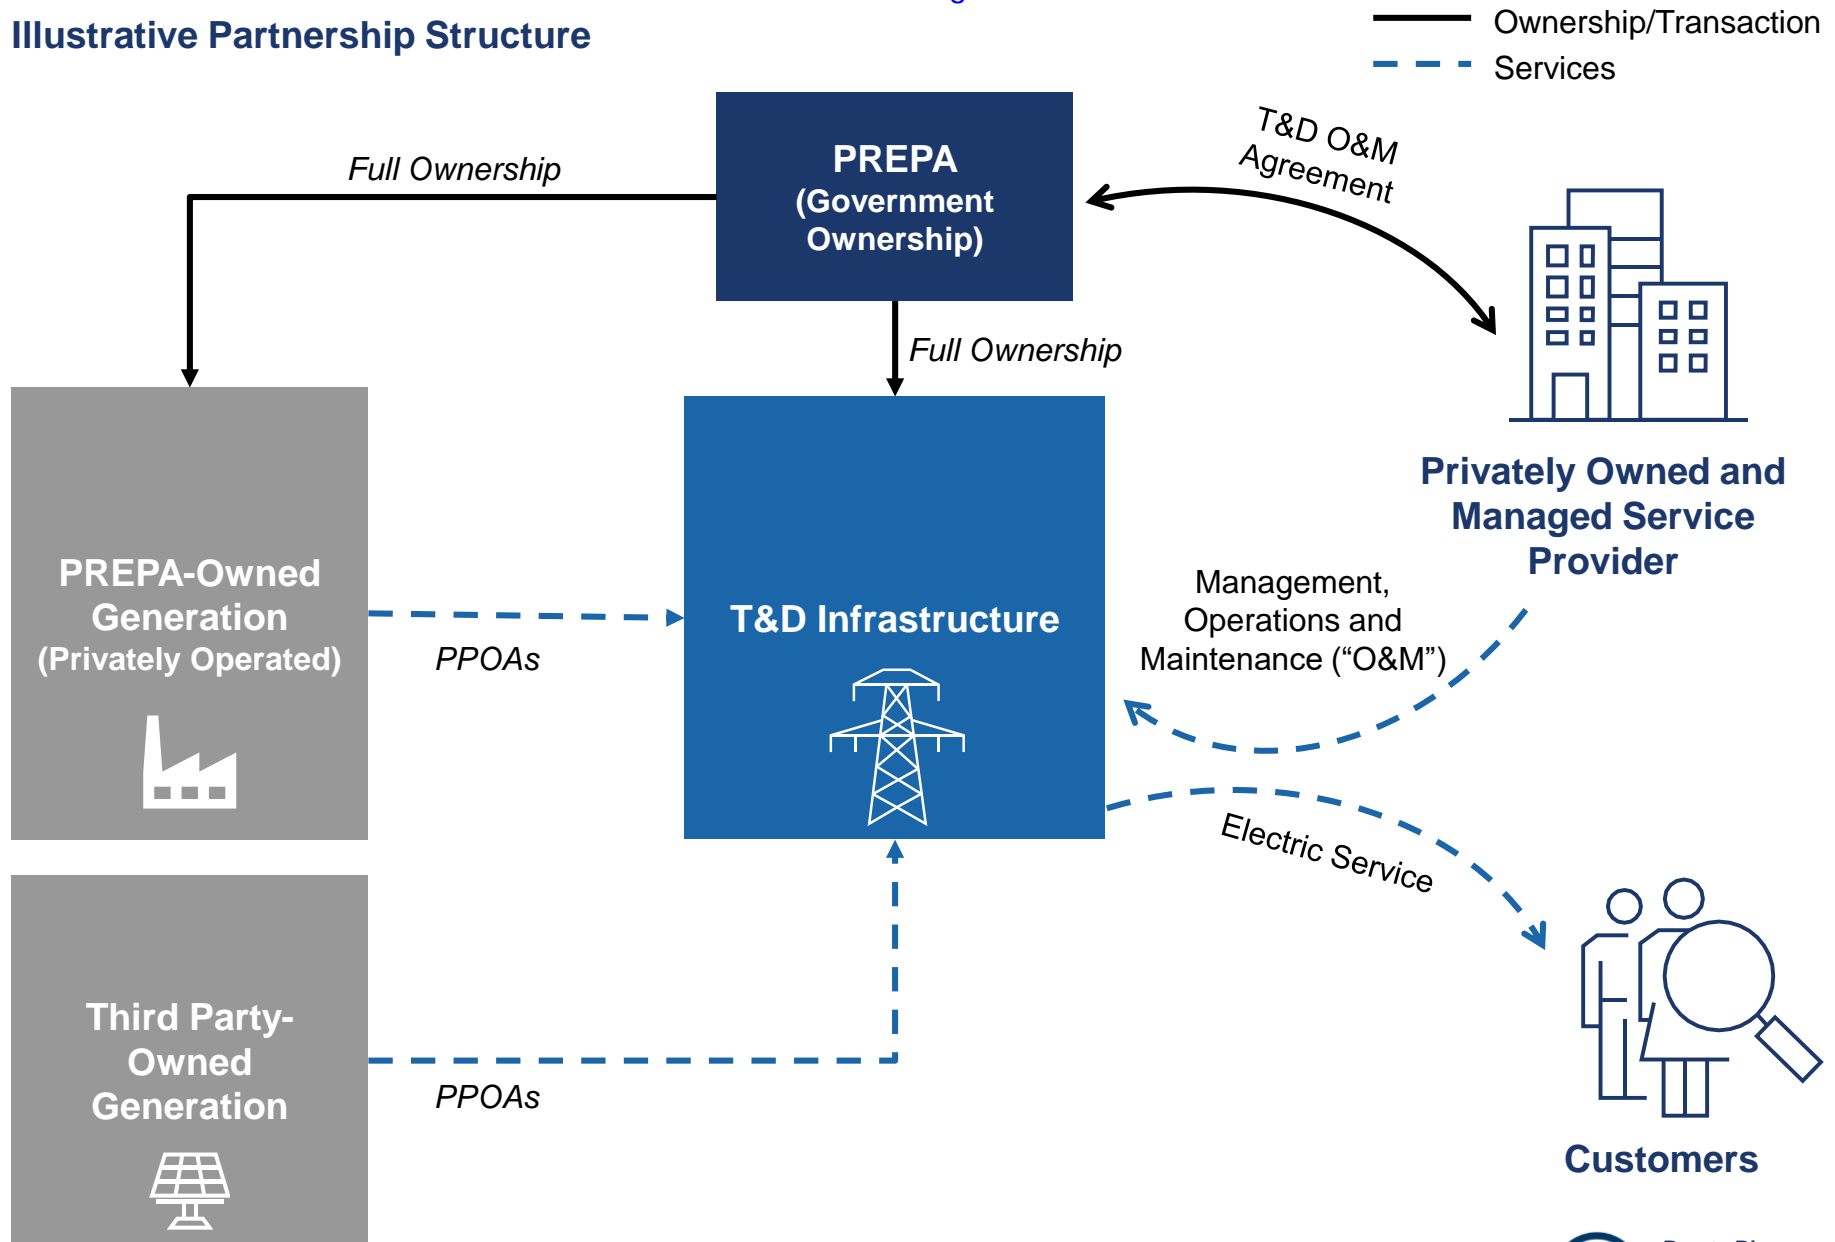 Illustrative Partnership Structure
Ownership/Transaction
Services
PREPA
(Government
Ownership)
Full Ownership
T&D O&M
Agreement
Full Ownership
Privately Owned and
Managed Service
Provider
PREPA-Owned
Generation
(Privately Operated)
PPOAs
T&D Infrastructure
Management,
Operations and
Maintenance (“O&M”)
Electric Service
Third Party-
Owned
Generation
PPOAs
Customers